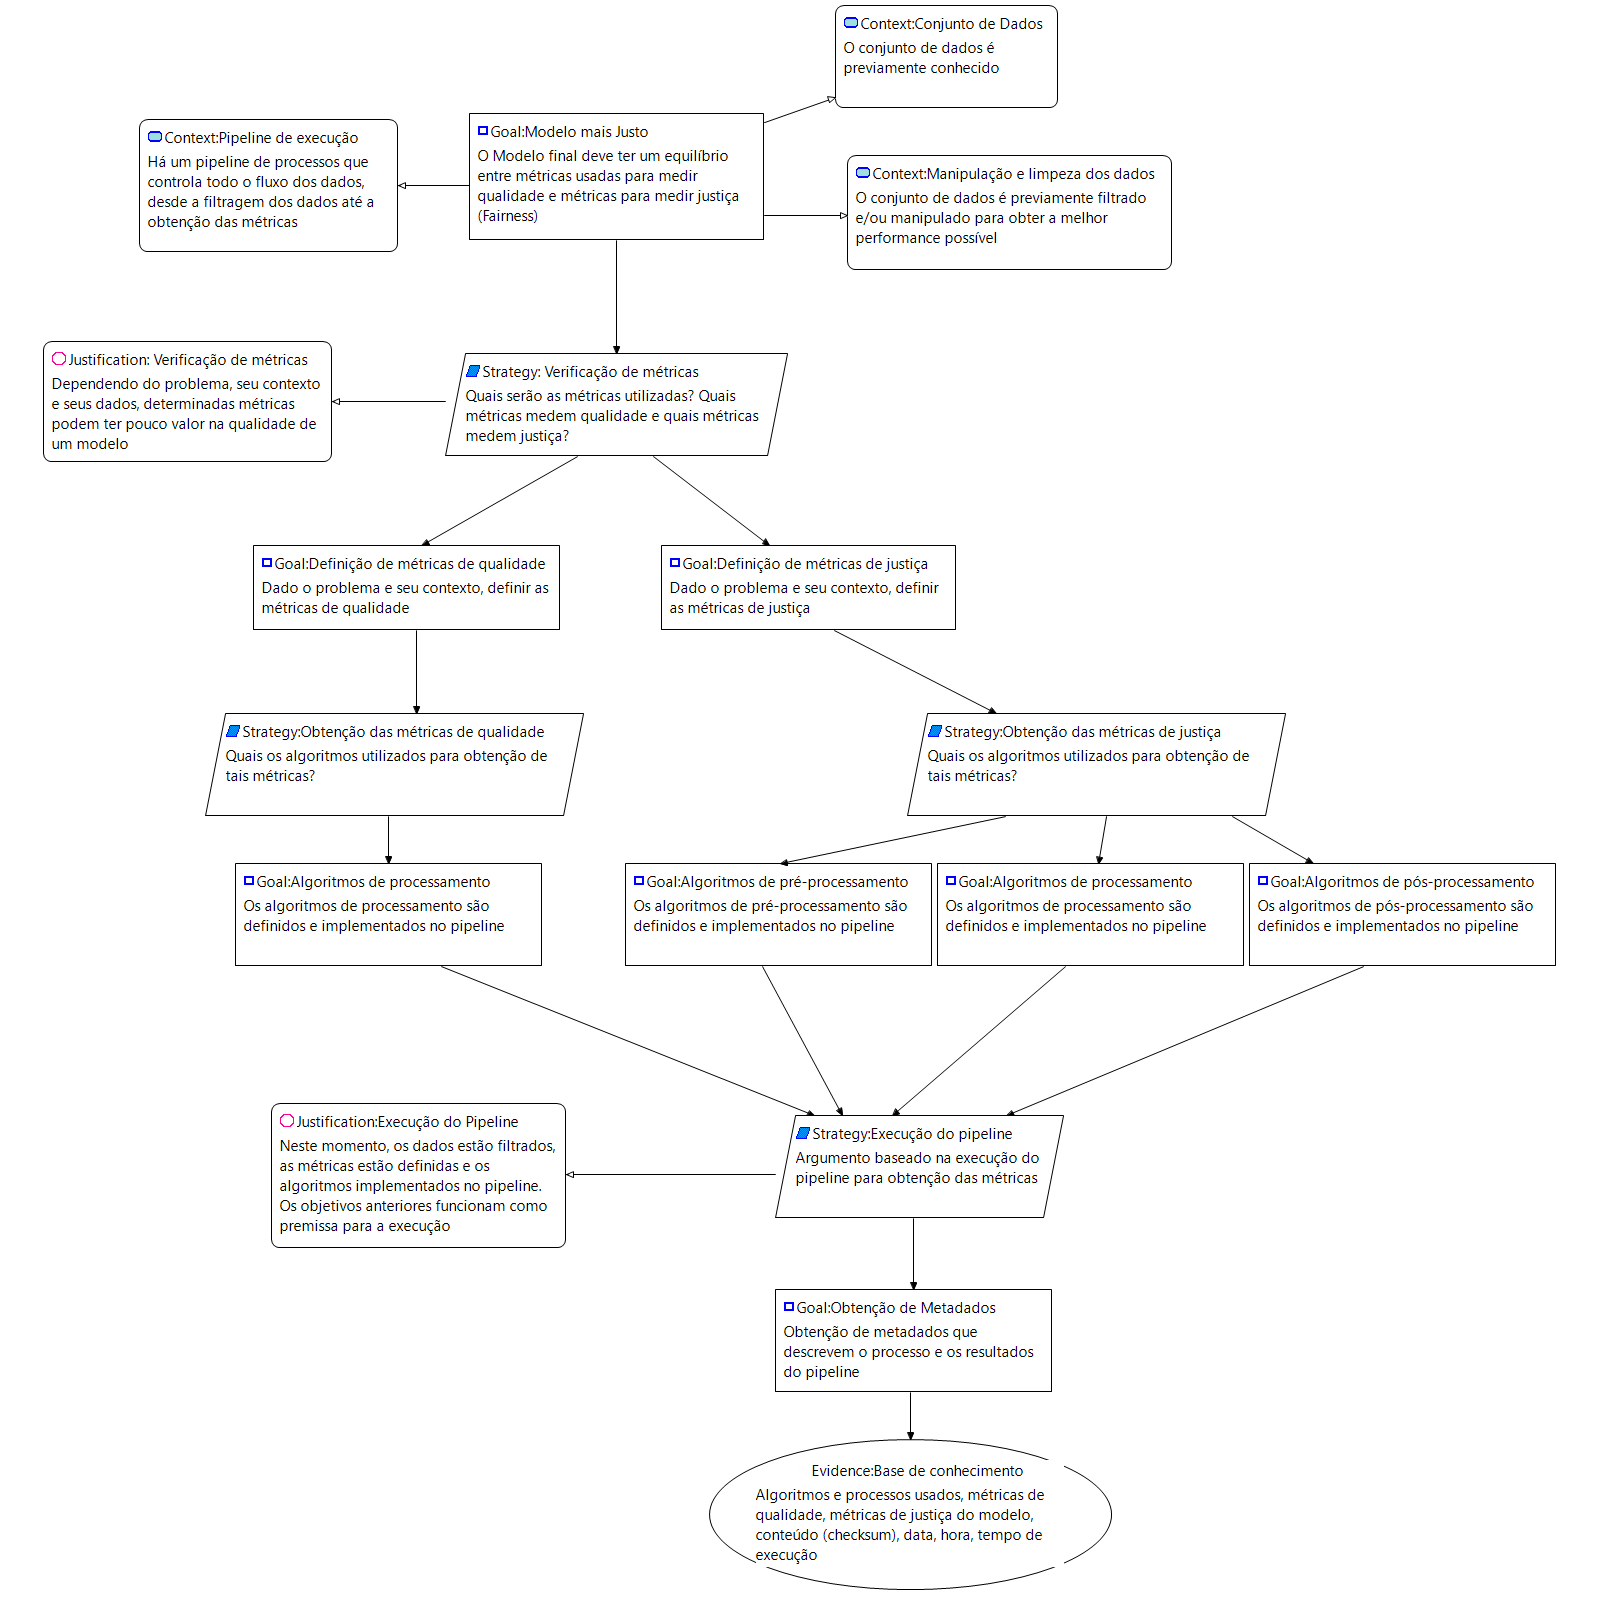 Context:Conjunto de Dados
O conjunto de dados é
previamente conhecido
Context:Pipeline de execução
Há um pipeline de processos que
controla todo o fluxo dos dados,
desde a filtragem dos dados até a
obtenção das métricas
Goal:Modelo mais Justo
O Modelo final deve ter um equilíbrio
entre métricas usadas para medir
qualidade e métricas para medir justiça
(Fairness)
Context:Manipulação e limpeza dos dados
O conjunto de dados é previamente filtrado
e/ou manipulado para obter a melhor
performance possível
Justification: Verificação de métricas
Dependendo do problema, seu contexto
e seus dados, determinadas métricas
podem ter pouco valor na qualidade de
um modelo
Strategy: Verificação de métricas
Quais serão as métricas utilizadas? Quais
métricas medem qualidade e quais métricas
medem justiça?
Goal:Definição de métricas de qualidade
Dado o problema e seu contexto, definir as
métricas de qualidade
Goal:Definição de métricas de justiça
Dado o problema e seu contexto, definir
as métricas de justiça
Strategy:Obtenção das métricas de qualidade
Quais os algoritmos utilizados para obtenção de
tais métricas?
Strategy:Obtenção das métricas de justiça
Quais os algoritmos utilizados para obtenção de
tais métricas?
Goal:Algoritmos de processamento
Os algoritmos de processamento são
definidos e implementados no pipeline
Goal:Algoritmos de pré-processamento
Os algoritmos de pré-processamento são
definidos e implementados no pipeline
Goal:Algoritmos de processamento
Os algoritmos de processamento são
definidos e implementados no pipeline
Goal:Algoritmos de pós-processamento
Os algoritmos de pós-processamento são
definidos e implementados no pipeline
Justification:Execução do Pipeline
Neste momento, os dados estão filtrados,
as métricas estão definidas e os
algoritmos implementados no pipeline.
Os objetivos anteriores funcionam como
premissa para a execução
Strategy:Execução do pipeline
Argumento baseado na execução do
pipeline para obtenção das métricas
Goal:Obtenção de Metadados
Obtenção de metadados que
descrevem o processo e os resultados
do pipeline
Evidence:Base de conhecimento
Algoritmos e processos usados, métricas de
qualidade, métricas de justiça do modelo,
conteúdo (checksum), data, hora, tempo de
execução